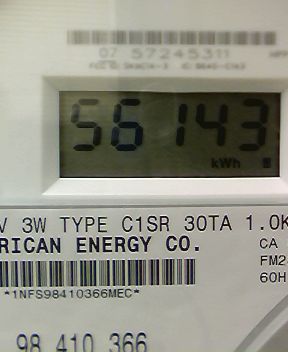 07 57245311
56143
kWh
V 3W TYPE C1SR 30TA 1.0K
RICAN ENERGY CO.
CA
FM2
60H
*1NFS98410366MEC*
98 410 366